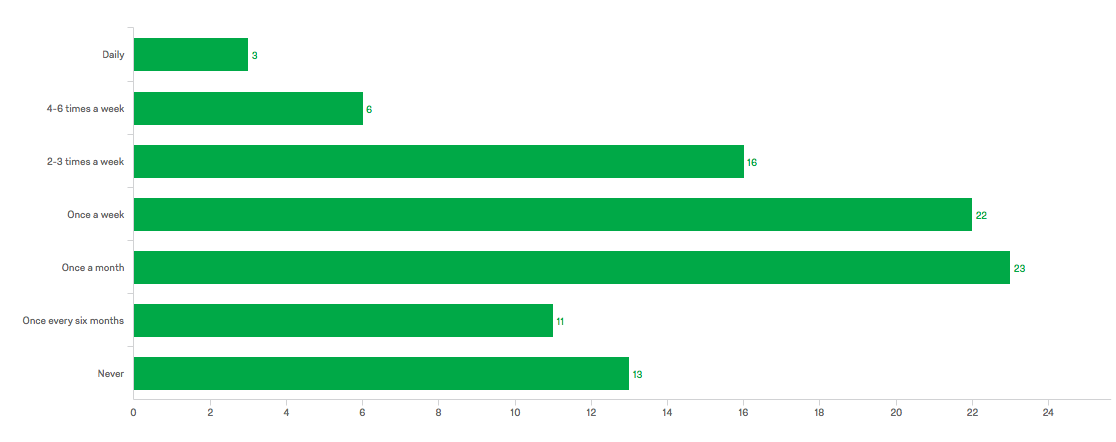 Daily 3
4-6 times a week 6
2-3 times a week 16
Once a week 22
Once a month 23
Once every six months 11
Never 13
0 2 4 6 8 10 12 14 16 18 20 22 24